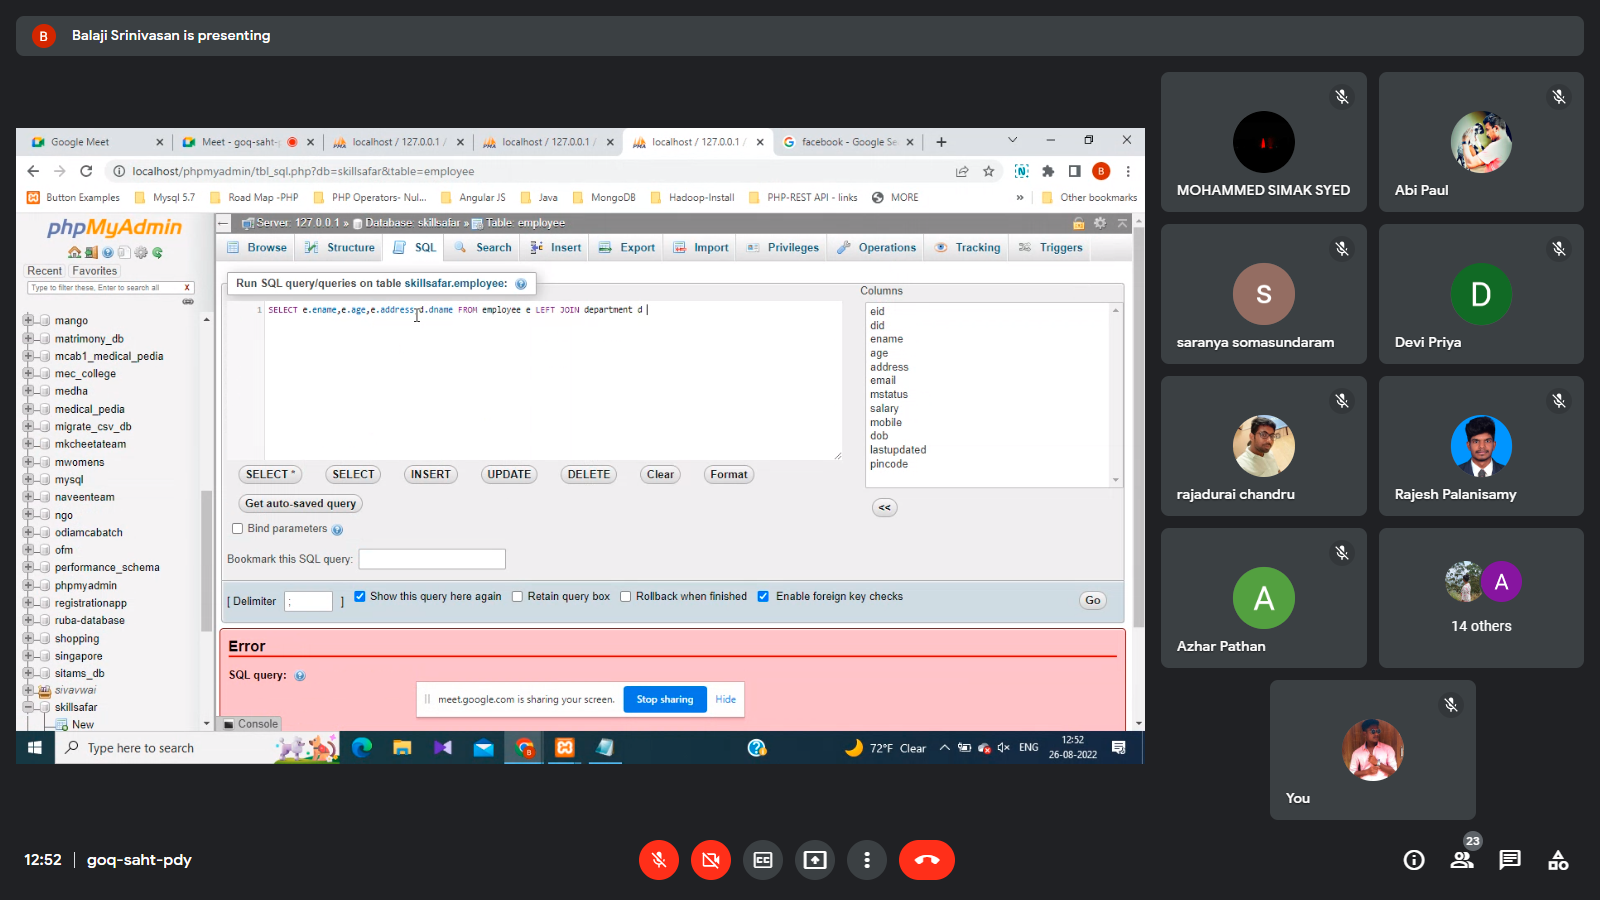 B Balaji Srinivasan is presenting
Google Meet
Meet - goq-saht-
localhost / 127.0.0.1 /
localhost / 127.0.0.1 /
localhost / 127.0.0.1 /
facebook - Google Se
localhost/phpmyadmin/tbl_sql.php?db=skillsafar&table=employee
B
Button Examples
Mysql 5.7
Road Map -PHP
PHP Operators- Nul...
Angular JS
Java
MongoDB
Hadoop-Install
PHP-REST API - links
MORE
»
Other bookmarks
phpMyAdmin
Recent Favorites
Type to filter these, Enter to search all X
mango
matrimony_db
mcab1_medical_pedia
mec_college
medha
medical_pedia
migrate_csv_db
mkcheetateam
mwomens
mysql
naveenteam
ngo
odiamcabatch
ofm
performance_schema
phpmyadmin
registrationapp
ruba-database
shopping
singapore
sitams_db
sivavwai
skillsafar
New
Server: 127.0.0.1 » Database: skillsafar » Table: employee
Browse Structure SQL Search Insert Export Import Privileges Operations Tracking Triggers
Run SQL query/queries on table skillsafar.employee:
1 SELECT e.ename,e.age,e.address d.dname FROM employee e LEFT JOIN department d
Columns
eid
did
ename
age
address
email
mstatus
salary
mobile
dob
lastupdated
pincode
<<
SELECT * SELECT INSERT UPDATE DELETE Clear Format
Get auto-saved query
Bind parameters
Bookmark this SQL query:
[ Delimiter ; ] Show this query here again Retain query box Rollback when finished Enable foreign key checks Go
Error
SQL query:
meet.google.com is sharing your screen. Stop sharing Hide
Console
Type here to search
72°F Clear
ENG
12:52
26-08-2022
MOHAMMED SIMAK SYED
Abi Paul
S
saranya somasundaram
D
Devi Priya
rajadurai chandru
Rajesh Palanisamy
A
Azhar Pathan
A
14 others
You
12:52 | goq-saht-pdy
23